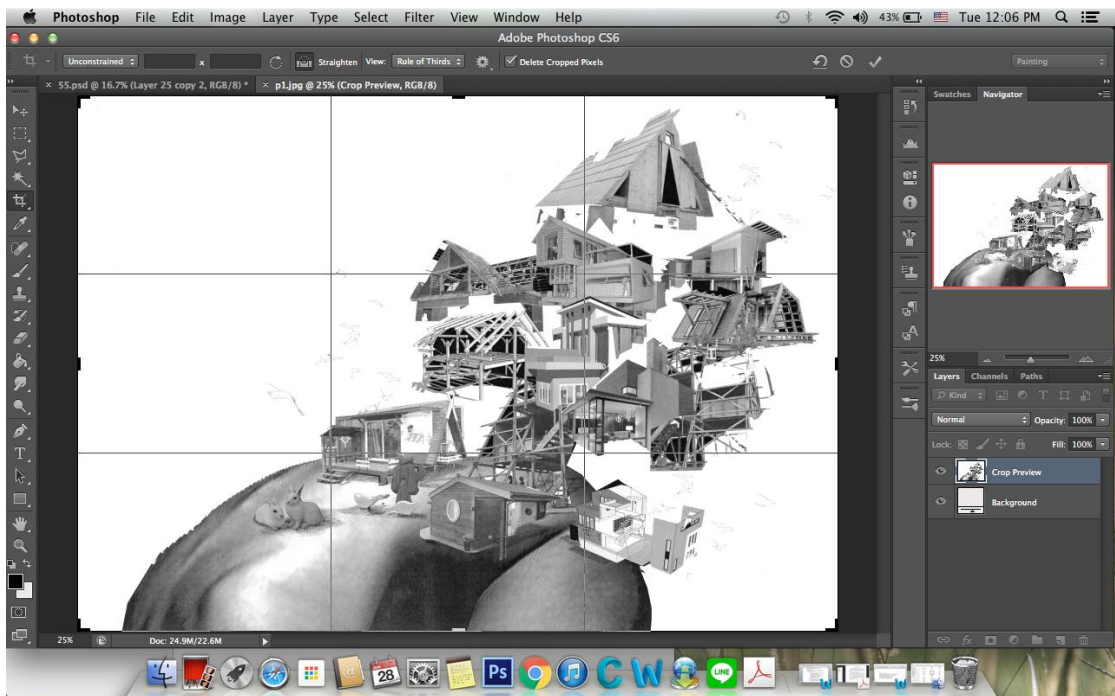 Photoshop File Edit Image Layer Type Select Filter View Window Help 43% Tue 12:06 PM
Adobe Photoshop CS6
Unconstrained x Straighten View: Rule of Thirds Delete Cropped Pixels Painting
× 55.psd @ 16.7% (Layer 25 copy 2, RGB/8) * × p1.jpg @ 25% (Crop Preview, RGB/8)
Swatches Navigator
25%
Layers Channels Paths
Kind
Normal Opacity: 100%
Lock: Fill: 100%
Crop Preview
Background
25% Doc: 24.9M/22.6M
28
Ps
LINE